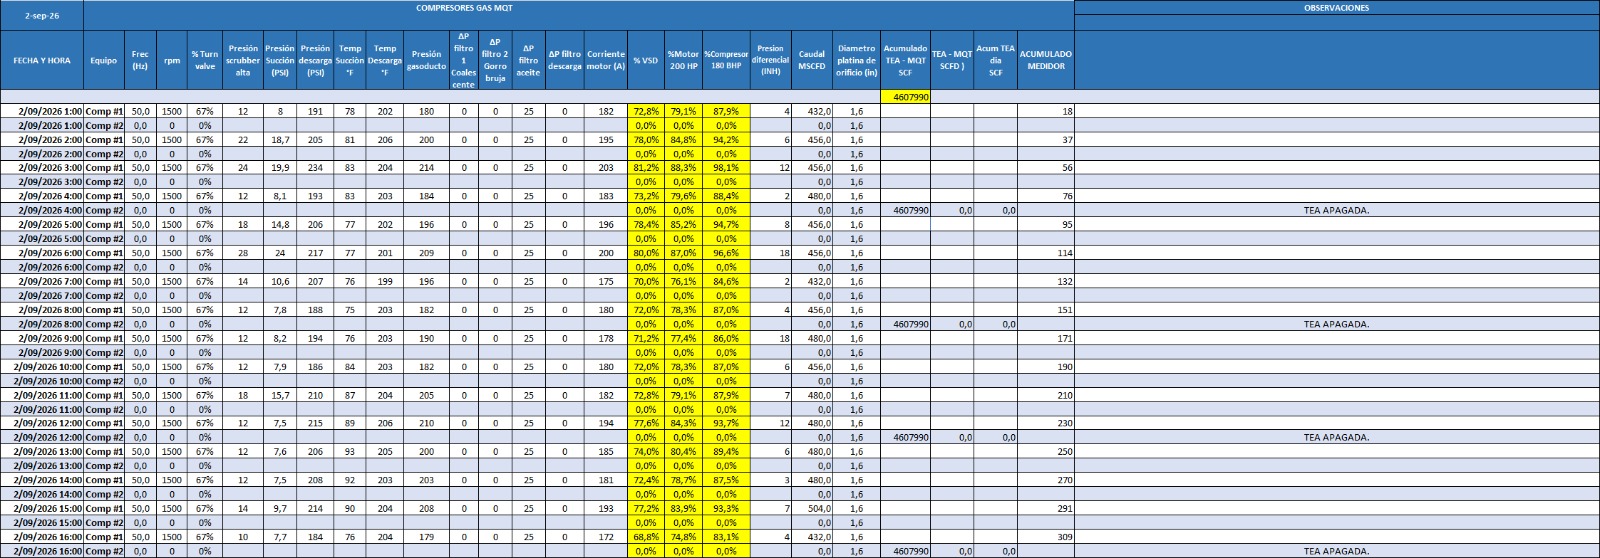 2-sep-26 COMPRESORES GAS MQT OBSERVACIONES
FECHA Y HORA Equipo Frec (Hz) rpm % Turn valve Presión scrubber alta Presión Succión (PSI) Presión descarga (PSI) Temp Succión °F Temp Descarga °F Presión gasoducto ΔP filtro 1 Coales cente ΔP filtro 2 Gorro bruja ΔP filtro aceite ΔP filtro descarga Corriente motor (A) % VSD %Motor 200 HP %Compresor 180 BHP Presion diferencial (INH) Caudal MSCFD Diametro platina de orificio (in) Acumulado TEA - MQT SCF TEA - MQT SCFD ) Acum TEA dia SCF ACUMULADO MEDIDOR
4607990
2/09/2026 1:00 Comp #1 50,0 1500 67% 12 8 191 78 202 180 0 0 25 0 182 72,8% 79,1% 87,9% 4 432,0 1,6 18
2/09/2026 1:00 Comp #2 0,0 0 0% 0,0% 0,0% 0,0% 0,0 1,6
2/09/2026 2:00 Comp #1 50,0 1500 67% 22 18,7 205 81 206 200 0 0 25 0 195 78,0% 84,8% 94,2% 6 456,0 1,6 37
2/09/2026 2:00 Comp #2 0,0 0 0% 0,0% 0,0% 0,0% 0,0 1,6
2/09/2026 3:00 Comp #1 50,0 1500 67% 24 19,9 234 83 204 214 0 0 25 0 203 81,2% 88,3% 98,1% 12 456,0 1,6 56
2/09/2026 3:00 Comp #2 0,0 0 0% 0,0% 0,0% 0,0% 0,0 1,6
2/09/2026 4:00 Comp #1 50,0 1500 67% 12 8,1 193 83 203 184 0 0 25 0 183 73,2% 79,6% 88,4% 2 480,0 1,6 76
2/09/2026 4:00 Comp #2 0,0 0 0% 0,0% 0,0% 0,0% 0,0 1,6 4607990 0,0 0,0 TEA APAGADA.
2/09/2026 5:00 Comp #1 50,0 1500 67% 18 14,8 206 77 202 196 0 0 25 0 196 78,4% 85,2% 94,7% 8 456,0 1,6 95
2/09/2026 5:00 Comp #2 0,0 0 0% 0,0% 0,0% 0,0% 0,0 1,6
2/09/2026 6:00 Comp #1 50,0 1500 67% 28 24 217 77 201 209 0 0 25 0 200 80,0% 87,0% 96,6% 18 456,0 1,6 114
2/09/2026 6:00 Comp #2 0,0 0 0% 0,0% 0,0% 0,0% 0,0 1,6
2/09/2026 7:00 Comp #1 50,0 1500 67% 14 10,6 207 76 199 196 0 0 25 0 175 70,0% 76,1% 84,6% 2 432,0 1,6 132
2/09/2026 7:00 Comp #2 0,0 0 0% 0,0% 0,0% 0,0% 0,0 1,6
2/09/2026 8:00 Comp #1 50,0 1500 67% 12 7,8 188 75 203 182 0 0 25 0 180 72,0% 78,3% 87,0% 4 456,0 1,6 151
2/09/2026 8:00 Comp #2 0,0 0 0% 0,0% 0,0% 0,0% 0,0 1,6 4607990 0,0 0,0 TEA APAGADA.
2/09/2026 9:00 Comp #1 50,0 1500 67% 12 8,2 194 76 203 190 0 0 25 0 178 71,2% 77,4% 86,0% 18 480,0 1,6 171
2/09/2026 9:00 Comp #2 0,0 0 0% 0,0% 0,0% 0,0% 0,0 1,6
2/09/2026 10:00 Comp #1 50,0 1500 67% 12 7,9 186 84 203 182 0 0 25 0 180 72,0% 78,3% 87,0% 6 456,0 1,6 190
2/09/2026 10:00 Comp #2 0,0 0 0% 0,0% 0,0% 0,0% 0,0 1,6
2/09/2026 11:00 Comp #1 50,0 1500 67% 18 15,7 210 87 204 205 0 0 25 0 182 72,8% 79,1% 87,9% 7 480,0 1,6 210
2/09/2026 11:00 Comp #2 0,0 0 0% 0,0% 0,0% 0,0% 0,0 1,6
2/09/2026 12:00 Comp #1 50,0 1500 67% 12 7,5 215 89 206 210 0 0 25 0 194 77,6% 84,3% 93,7% 12 480,0 1,6 230
2/09/2026 12:00 Comp #2 0,0 0 0% 0,0% 0,0% 0,0% 0,0 1,6 4607990 0,0 0,0 TEA APAGADA.
2/09/2026 13:00 Comp #1 50,0 1500 67% 12 7,6 206 93 205 200 0 0 25 0 185 74,0% 80,4% 89,4% 6 480,0 1,6 250
2/09/2026 13:00 Comp #2 0,0 0 0% 0,0% 0,0% 0,0% 0,0 1,6
2/09/2026 14:00 Comp #1 50,0 1500 67% 12 7,5 208 92 203 203 0 0 25 0 181 72,4% 78,7% 87,5% 3 480,0 1,6 270
2/09/2026 14:00 Comp #2 0,0 0 0% 0,0% 0,0% 0,0% 0,0 1,6
2/09/2026 15:00 Comp #1 50,0 1500 67% 14 9,7 214 90 204 208 0 0 25 0 193 77,2% 83,9% 93,3% 7 504,0 1,6 291
2/09/2026 15:00 Comp #2 0,0 0 0% 0,0% 0,0% 0,0% 0,0 1,6
2/09/2026 16:00 Comp #1 50,0 1500 67% 10 7,7 184 76 204 179 0 0 25 0 172 68,8% 74,8% 83,1% 4 432,0 1,6 309
2/09/2026 16:00 Comp #2 0,0 0 0% 0,0% 0,0% 0,0% 0,0 1,6 4607990 0,0 0,0 TEA APAGADA.